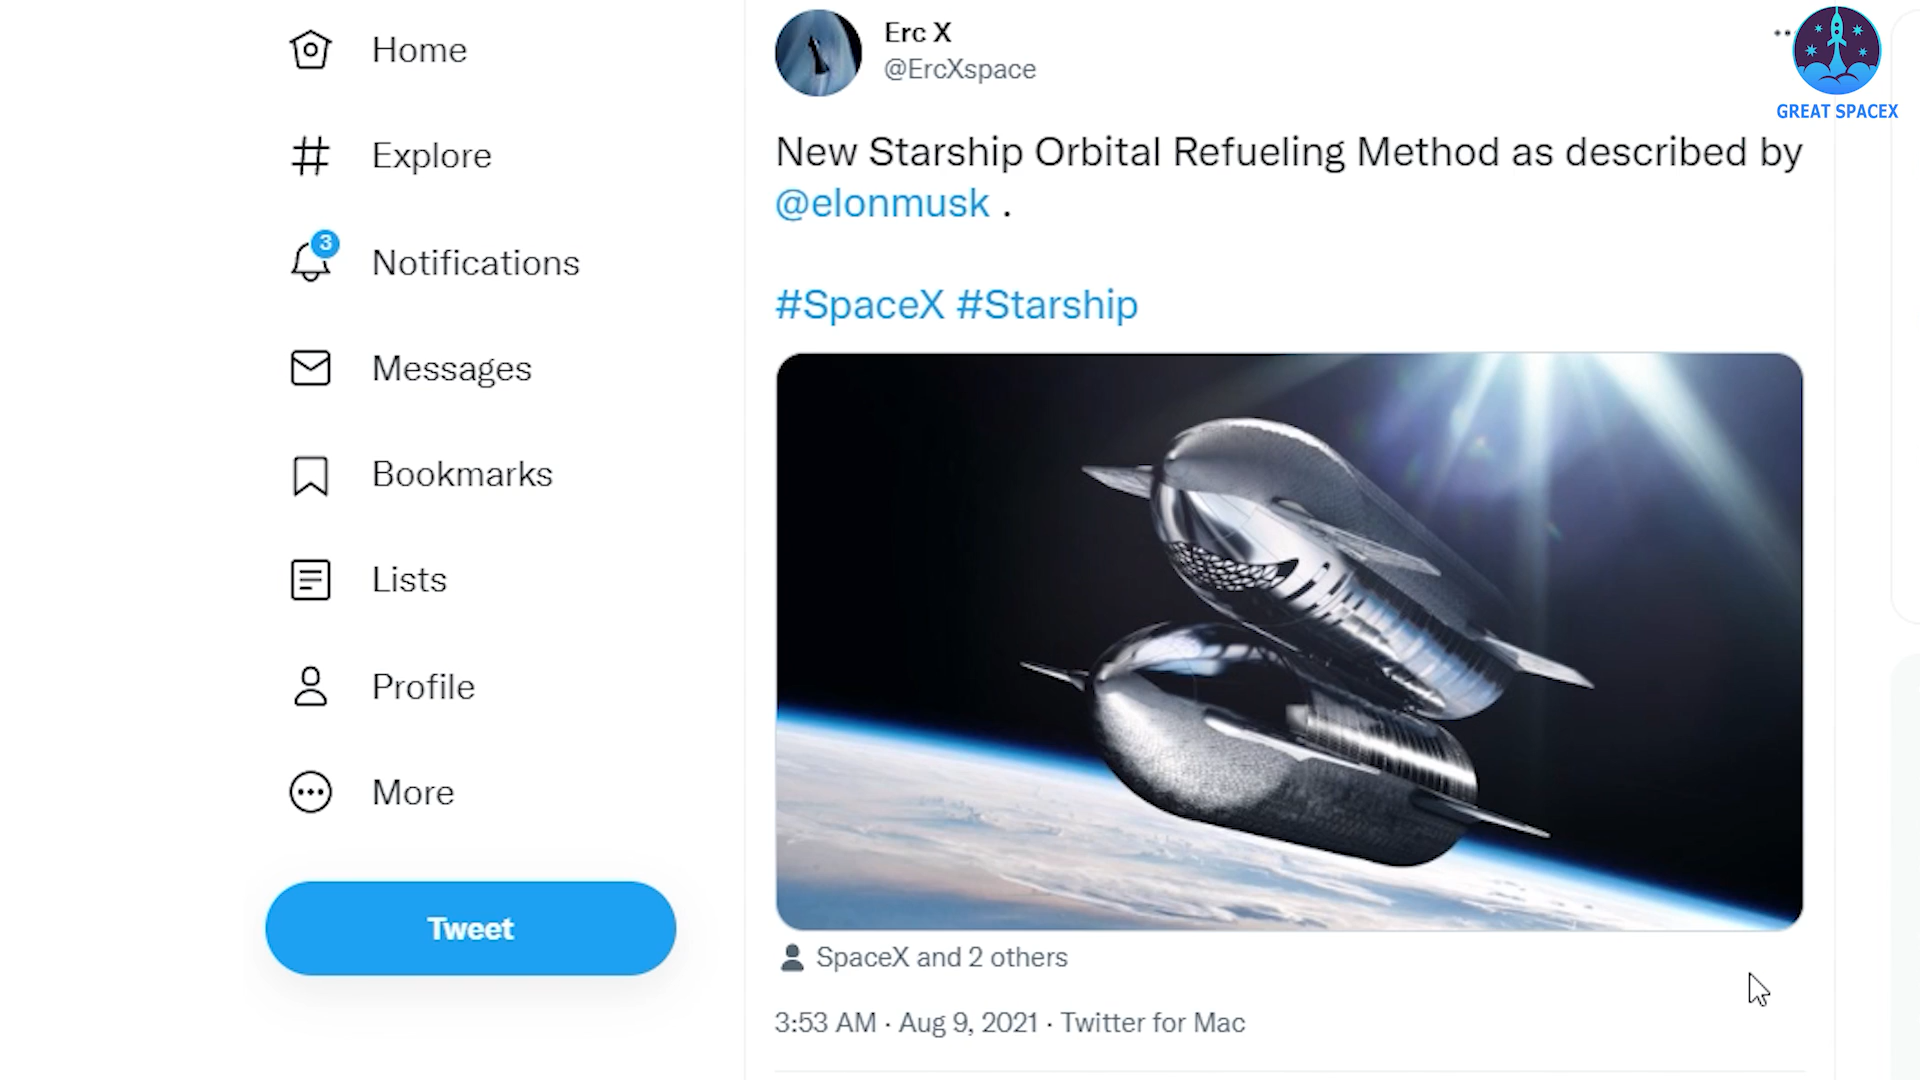 Home
Explore
3
Notifications
Messages
Bookmarks
Lists
Profile
More
Tweet
Erc X
@ErcXspace
New Starship Orbital Refueling Method as described by
@elonmusk .
#SpaceX #Starship
SpaceX and 2 others
3:53 AM · Aug 9, 2021 · Twitter for Mac
GREAT SPACEX